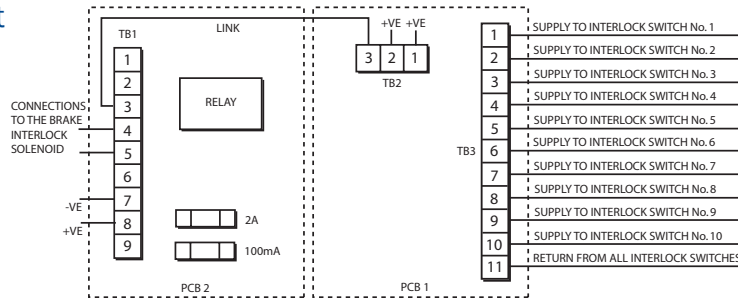 t
TB1
LINK
1
2
3
4
5
6
7
8
9
RELAY
CONNECTIONS
TO THE BRAKE
INTERLOCK
SOLENOID
-VE
+VE
2A
100mA
PCB 2
+VE +VE
3 2 1
TB2
TB3
1
2
3
4
5
6
7
8
9
10
11
SUPPLY TO INTERLOCK SWITCH No. 1
SUPPLY TO INTERLOCK SWITCH No. 2
SUPPLY TO INTERLOCK SWITCH No. 3
SUPPLY TO INTERLOCK SWITCH No. 4
SUPPLY TO INTERLOCK SWITCH No. 5
SUPPLY TO INTERLOCK SWITCH No. 6
SUPPLY TO INTERLOCK SWITCH No. 7
SUPPLY TO INTERLOCK SWITCH No. 8
SUPPLY TO INTERLOCK SWITCH No. 9
SUPPLY TO INTERLOCK SWITCH No. 10
RETURN FROM ALL INTERLOCK SWITCHES
PCB 1